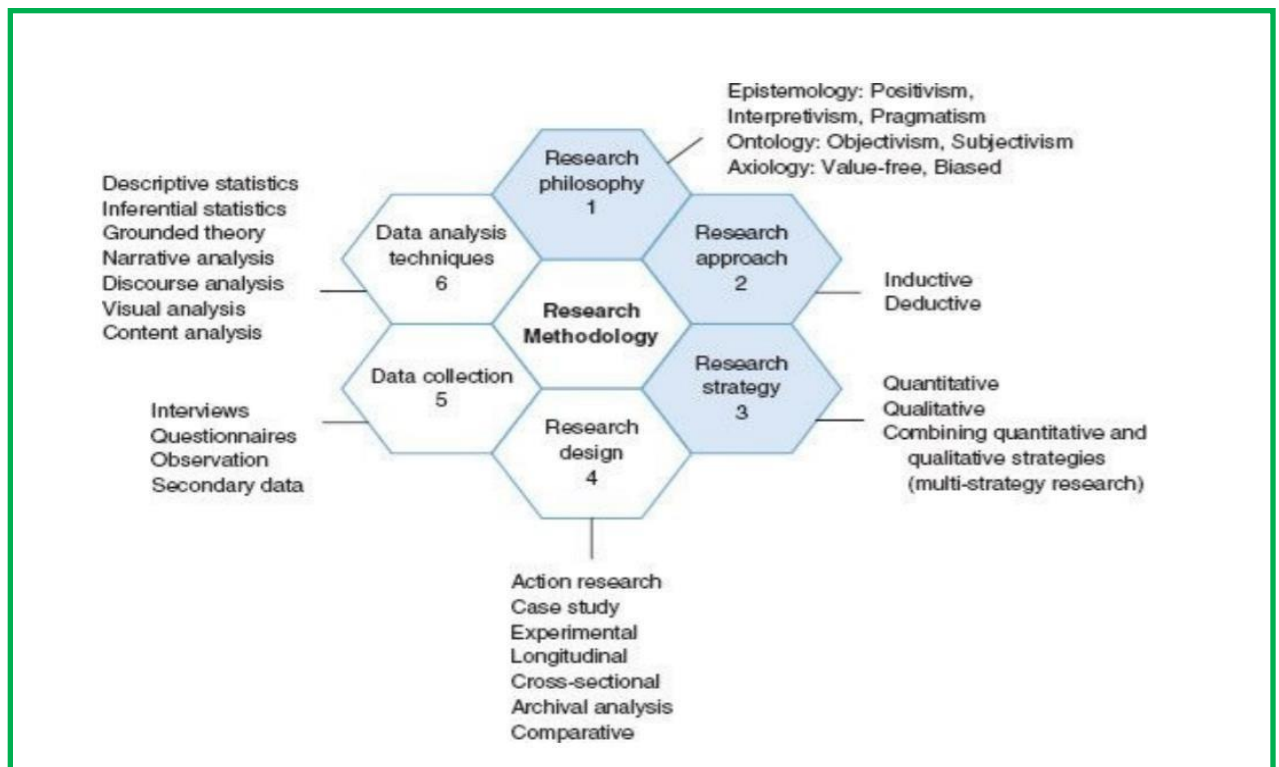 Epistemology: Positivism,
Interpretivism, Pragmatism
Ontology: Objectivism, Subjectivism
Axiology: Value-free, Biased
Research
philosophy
1
Descriptive statistics
Inferential statistics
Grounded theory
Narrative analysis
Discourse analysis
Visual analysis
Content analysis
Data analysis
techniques
6
Research
approach
2
Inductive
Deductive
Research
Methodology
Data collection
5
Research
strategy
3
Quantitative
Qualitative
Combining quantitative and
qualitative strategies
(multi-strategy research)
Interviews
Questionnaires
Observation
Secondary data
Research
design
4
Action research
Case study
Experimental
Longitudinal
Cross-sectional
Archival analysis
Comparative